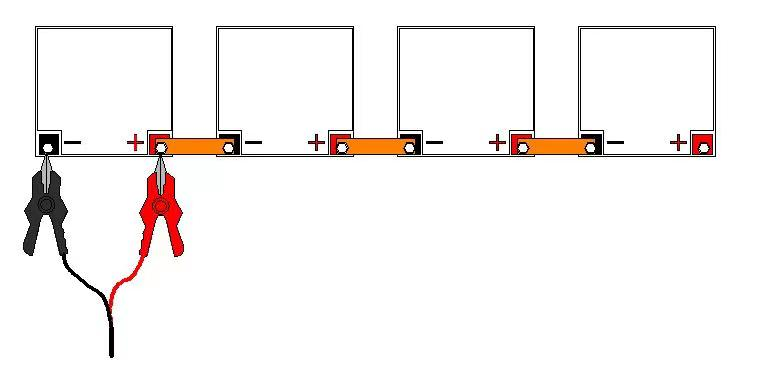 − + − + − + − +